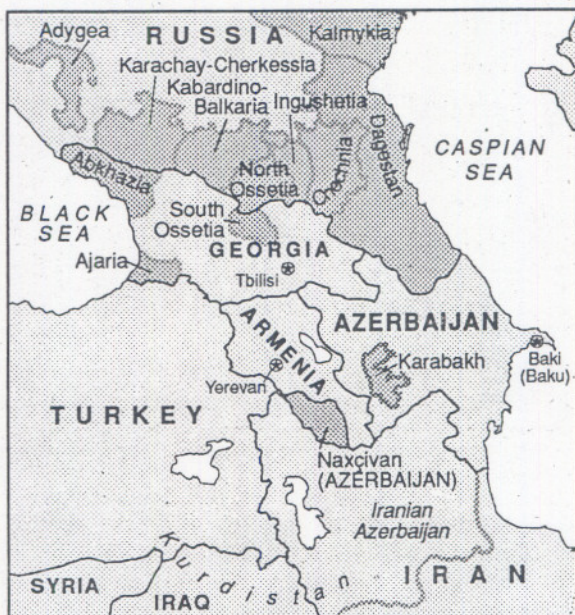 Adygea
RUSSIA
Kalmykia
Karachay-Cherkessia
Kabardino-
Balkaria
Ingushetia
North
Ossetia
Chechnia
Dagestan
CASPIAN
SEA
Abkhazia
BLACK
SEA
South
Ossetia
GEORGIA
Ajaria
Tbilisi
ARMENIA
AZERBAIJAN
Karabakh
Baki
(Baku)
Yerevan
TURKEY
Naxçivan
(AZERBAIJAN)
Iranian
Azerbaijan
Kurdistan
IRAN
SYRIA
IRAQ